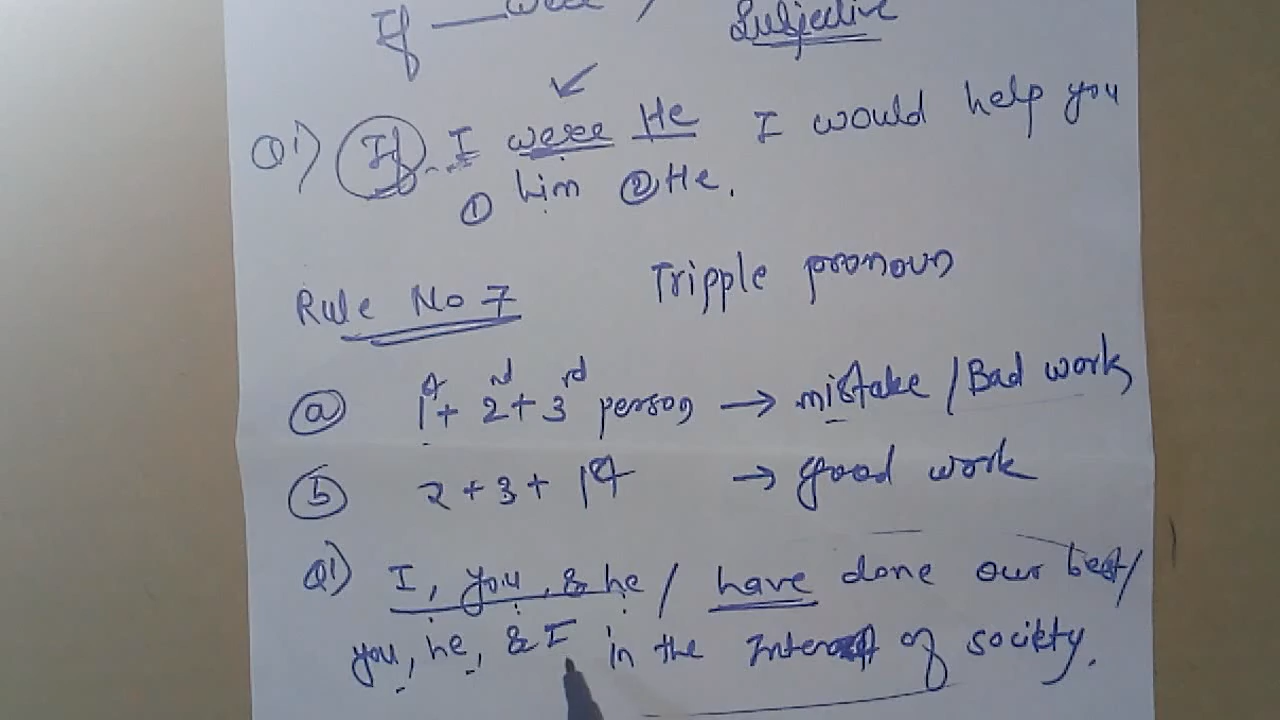 If —
Subjective
Q1) If I were He I would help you
① him ② He.
Rule No 7 Tripple pronoun
ⓐ 1st + 2nd + 3rd person → mistake / Bad work
ⓑ 2 + 3 + 1st → good work
Q1) I, you, & he / have done our best /
you, he, & I in the Interest of society.